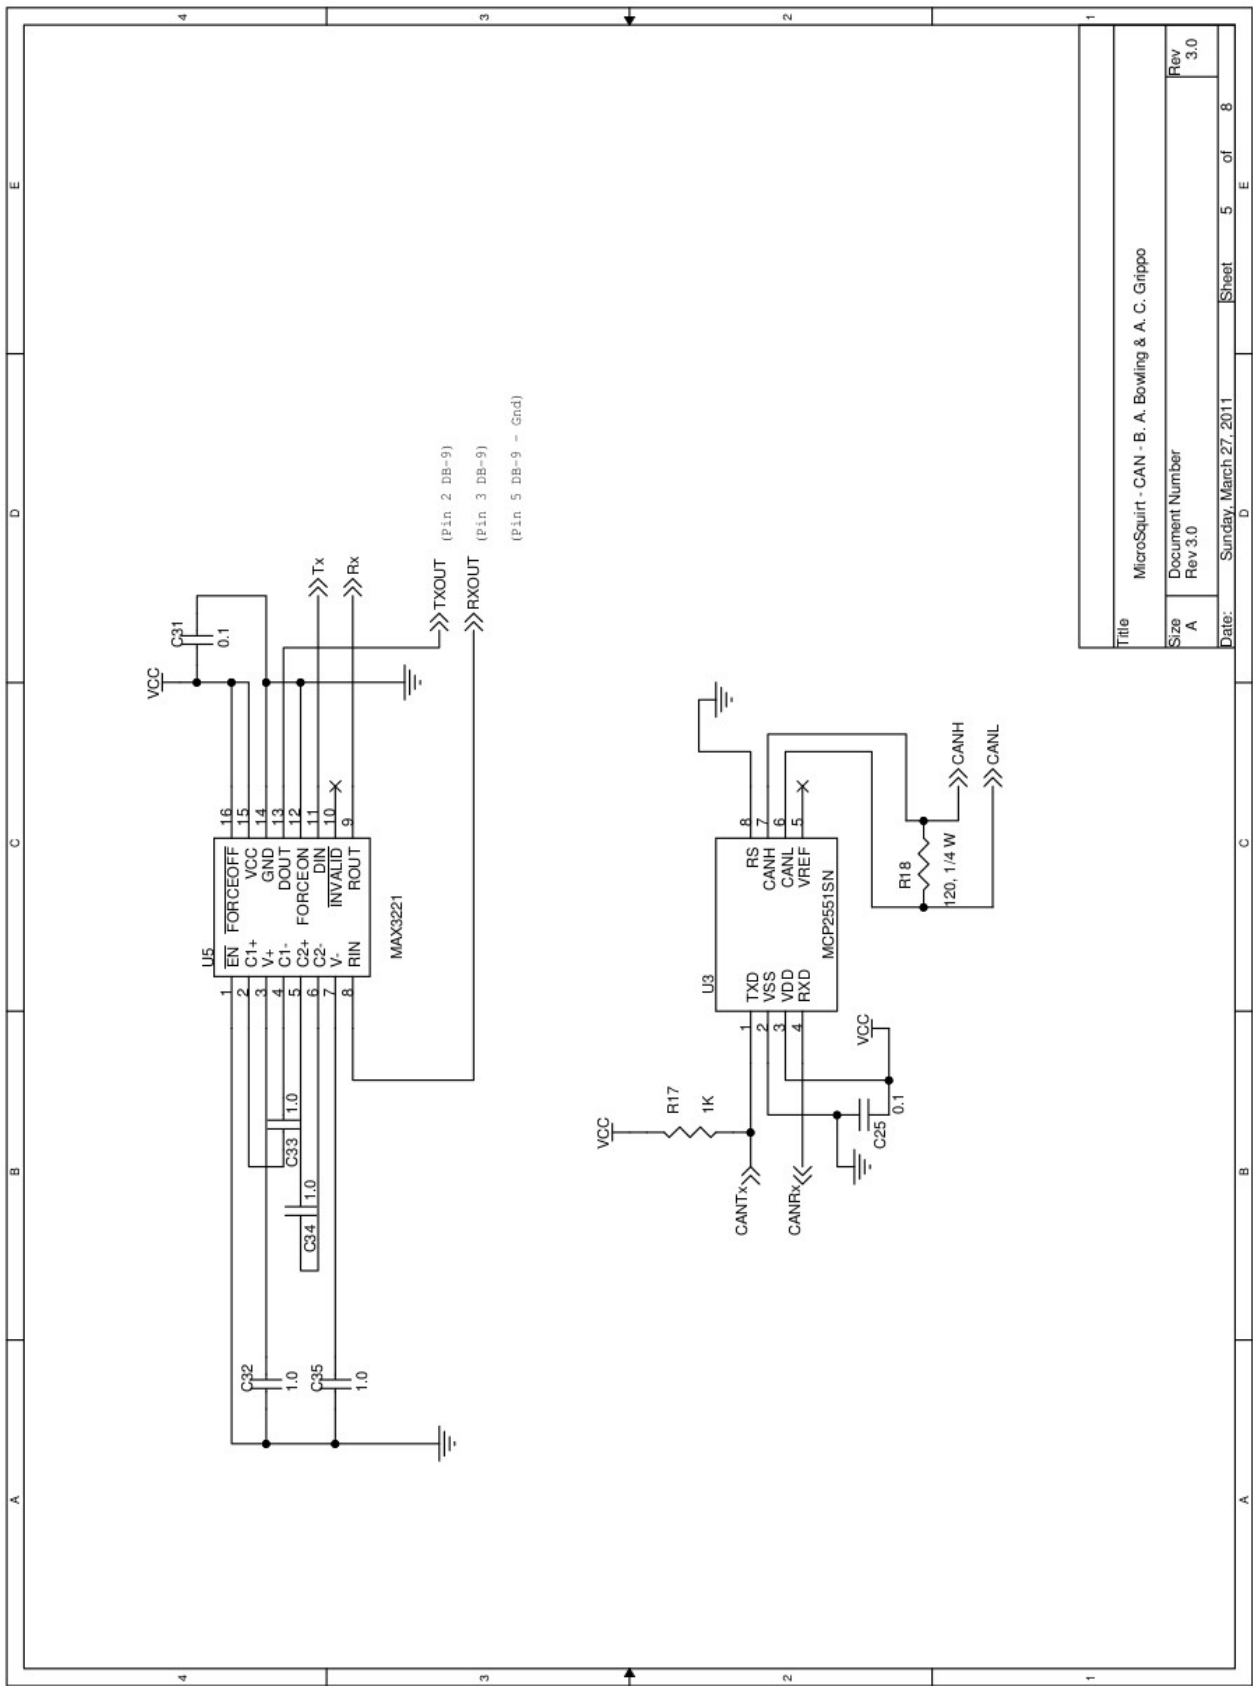 A
B
C
D
E
4
4
3
3
2
2
1
1
VCC
C31
0.1
U5
1
EN
FORCEOFF
16
2
C1+
VCC
15
3
V+
GND
14
4
C1-
DOUT
13
5
C2+
FORCEON
12
6
C2-
DIN
11
7
V-
INVALID
10
8
RIN
ROUT
9
MAX3221
C32
1.0
C35
1.0
C33
1.0
C34
1.0
Tx
Rx
TXOUT
(Pin 2 DB-9)
RXOUT
(Pin 3 DB-9)
(Pin 5 DB-9 - Gnd)
VCC
R17
1K
CANTx
CANRx
U3
1
TXD
RS
8
2
VSS
CANH
7
3
VDD
CANL
6
4
RXD
VREF
5
MCP2551SN
VCC
C25
0.1
R18
120, 1/4 W
CANH
CANL
Title
MicroSquirt - CAN - B. A. Bowling & A. C. Grippo
Size
A
Document Number
Rev 3.0
Rev
3.0
Date:
Sunday, March 27, 2011
Sheet 5 of 8
A
B
C
D
E